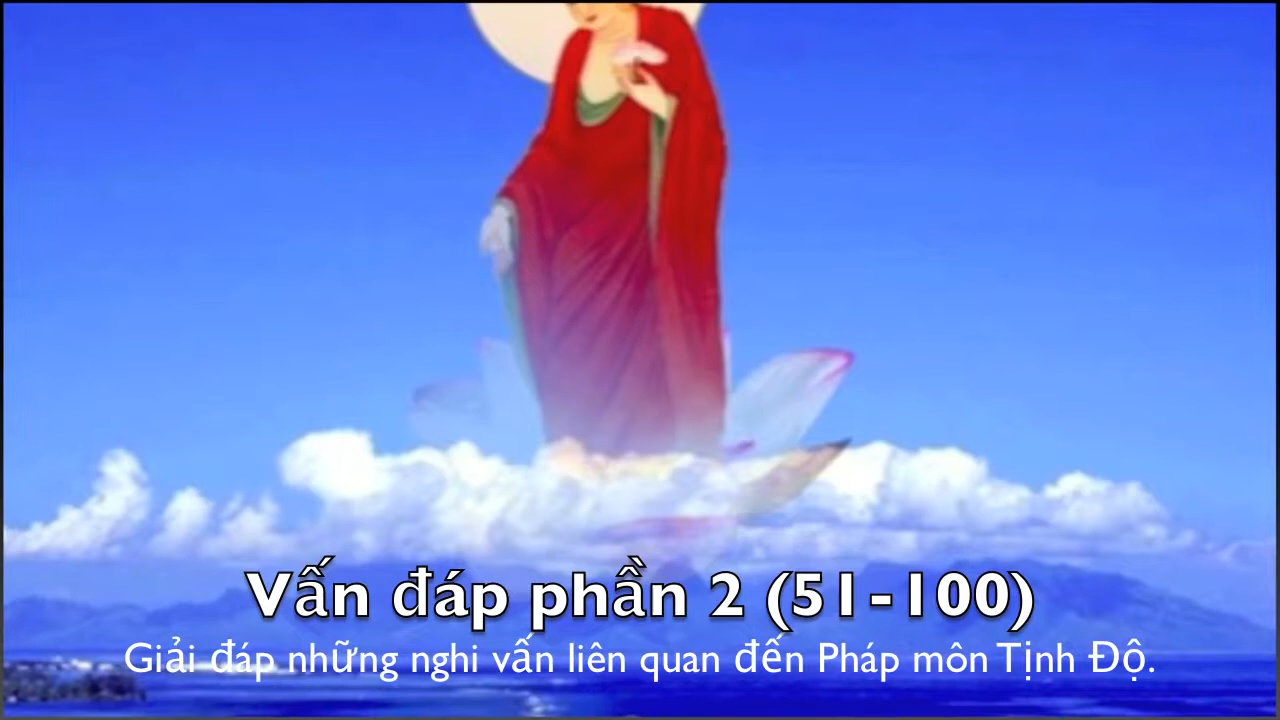 Vấn đáp phần 2 (51-100)
Giải đáp những nghi vấn liên quan đến Pháp môn Tịnh Độ.